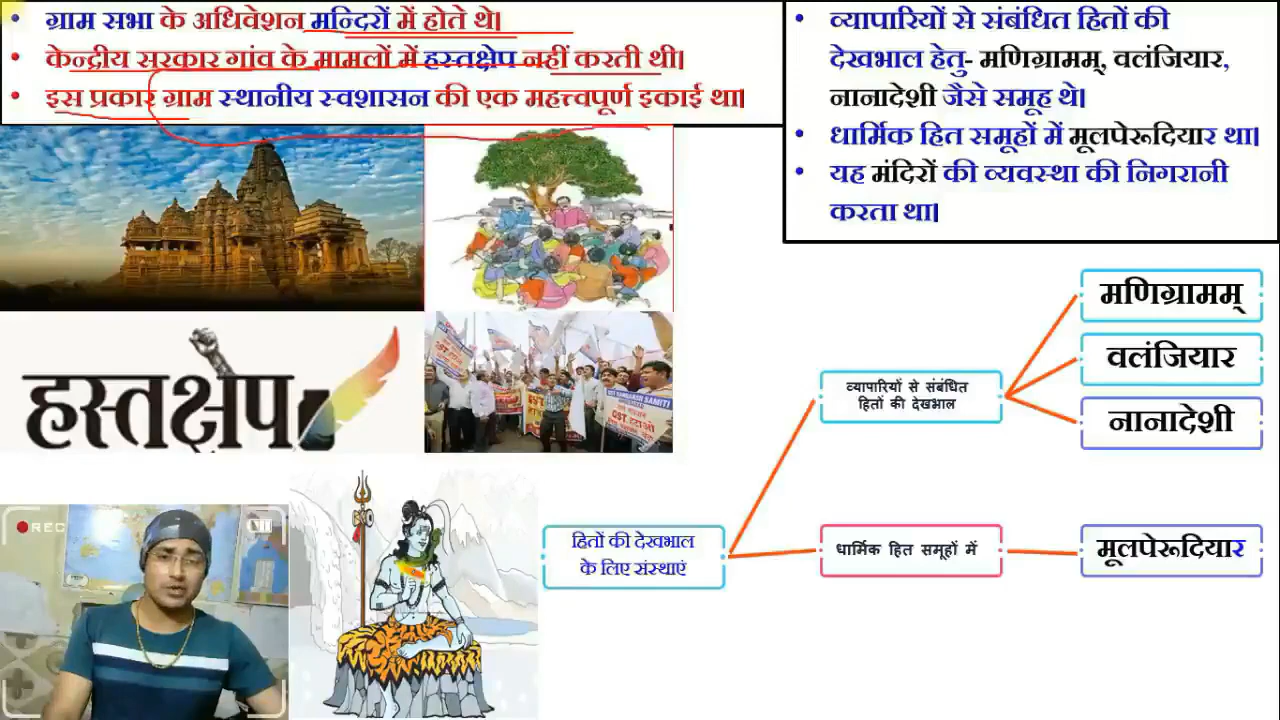 ग्राम सभा के अधिवेशन मन्दिरों में होते थे।
केन्द्रीय सरकार गांव के मामलों में हस्तक्षेप नहीं करती थी।
इस प्रकार ग्राम स्थानीय स्वशासन की एक महत्त्वपूर्ण इकाई था।
व्यापारियों से संबंधित हितों की
देखभाल हेतु- मणिग्रामम्, वलंजियार,
नानादेशी जैसे समूह थे।
धार्मिक हित समूहों में मूलपेरूदियार था।
यह मंदिरों की व्यवस्था की निगरानी
करता था।
हस्तक्षेप
GST
हितों की देखभाल
के लिए संस्थाएं
व्यापारियों से संबंधित
हितों की देखभाल
धार्मिक हित समूहों में
मणिग्रामम्
वलंजियार
नानादेशी
मूलपेरूदियार
REC